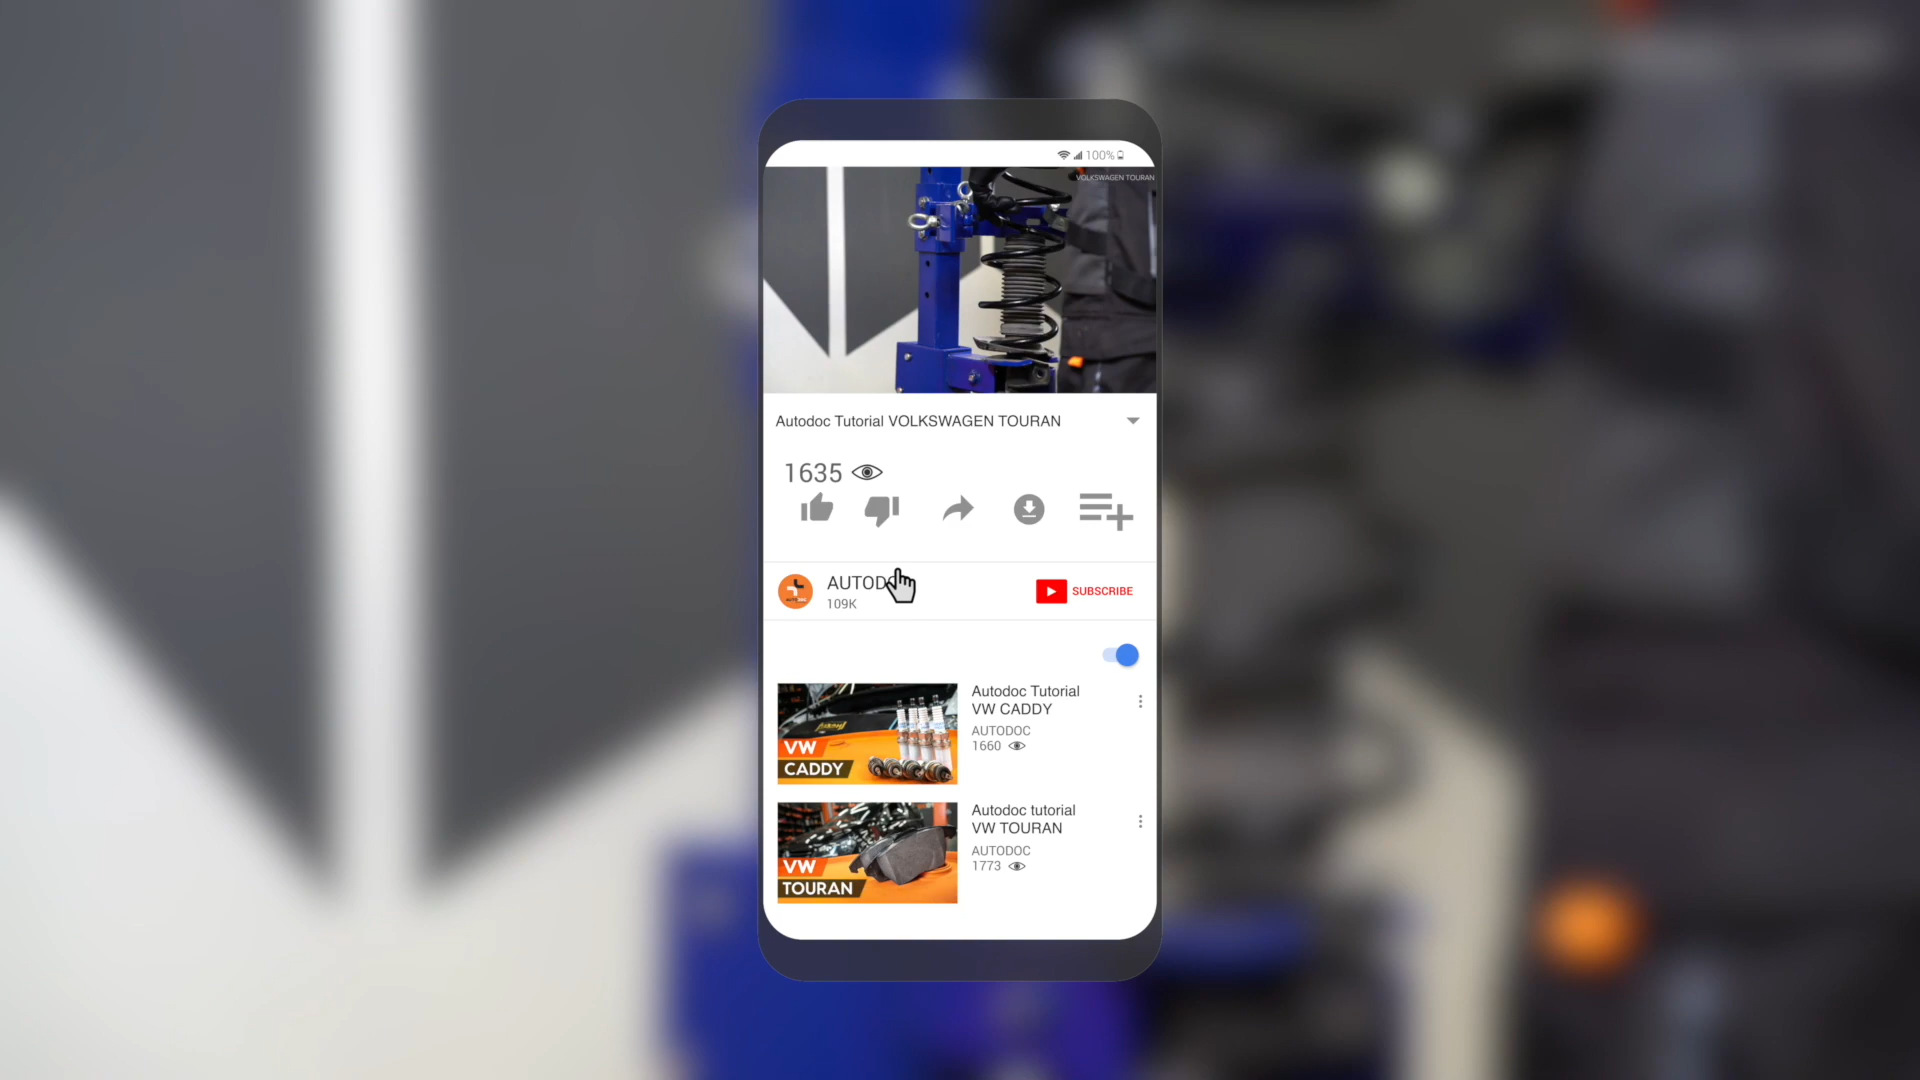 100%
VOLKSWAGEN TOURAN
Autodoc Tutorial VOLKSWAGEN TOURAN
1635
AUTOD
109K
SUBSCRIBE
Autodoc Tutorial
VW CADDY
AUTODOC
1660
VW
CADDY
Autodoc tutorial
VW TOURAN
AUTODOC
1773
VW
TOURAN